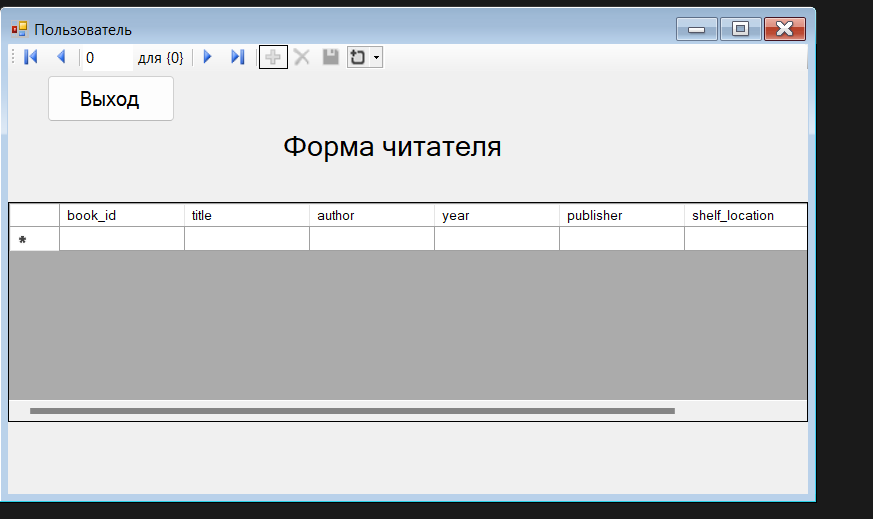 Пользователь
0 для {0}
Выход
Форма читателя
book_id title author year publisher shelf_location
*